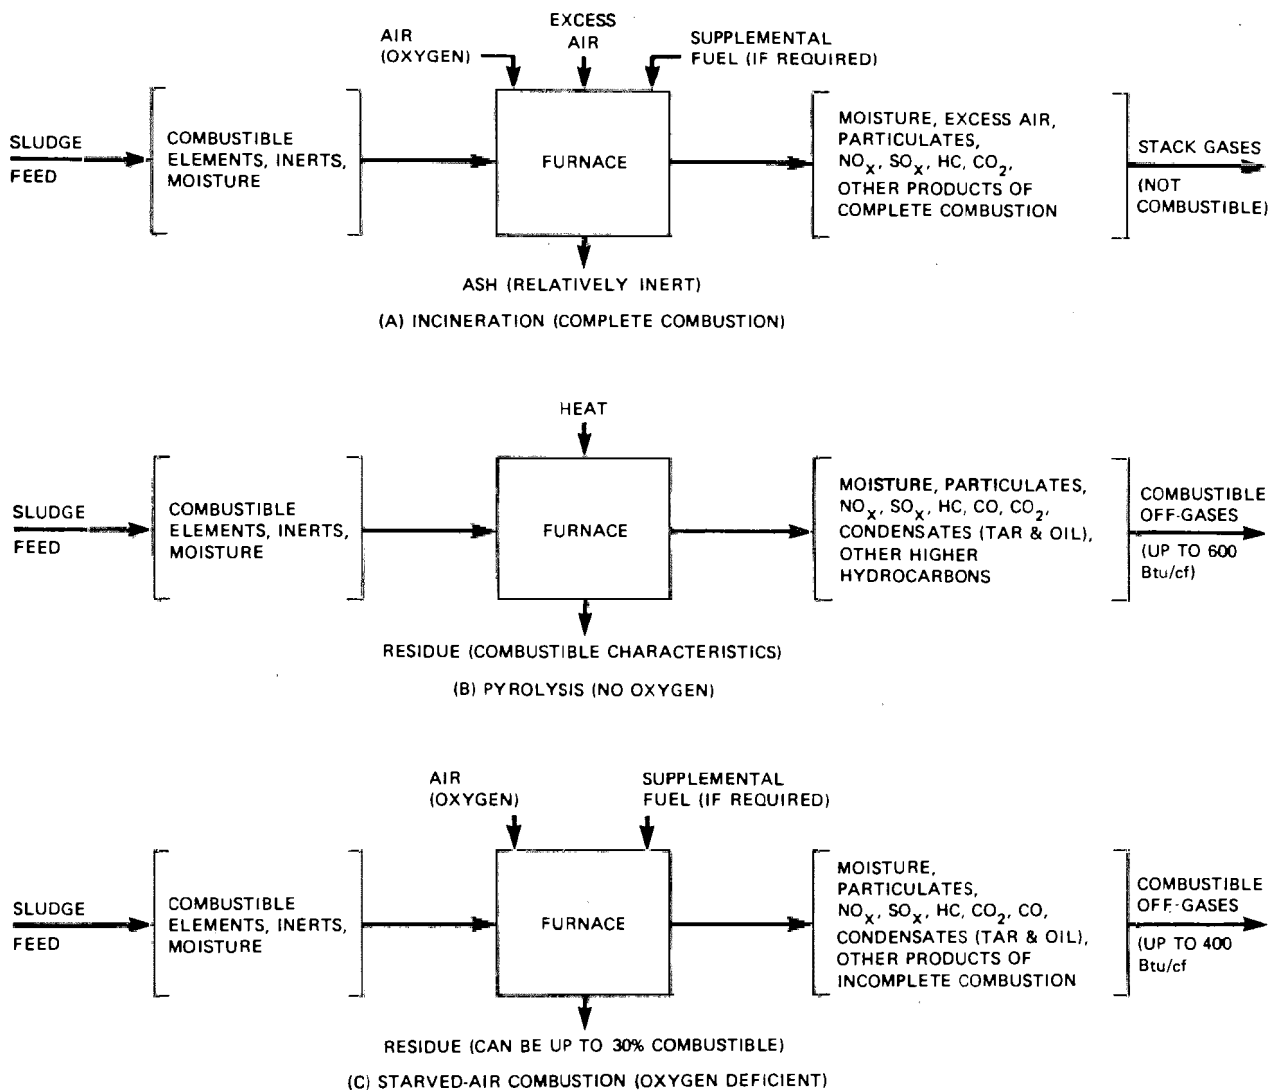 AIR
(OXYGEN)
EXCESS
AIR
SUPPLEMENTAL
FUEL (IF REQUIRED)
SLUDGE
FEED
COMBUSTIBLE
ELEMENTS, INERTS,
MOISTURE
FURNACE
MOISTURE, EXCESS AIR,
PARTICULATES,
NOX, SOX, HC, CO2,
OTHER PRODUCTS OF
COMPLETE COMBUSTION
STACK GASES
(NOT
COMBUSTIBLE)
ASH (RELATIVELY INERT)
(A) INCINERATION (COMPLETE COMBUSTION)
HEAT
SLUDGE
FEED
COMBUSTIBLE
ELEMENTS, INERTS,
MOISTURE
FURNACE
MOISTURE, PARTICULATES,
NOX, SOX, HC, CO, CO2,
CONDENSATES (TAR & OIL),
OTHER HIGHER
HYDROCARBONS
COMBUSTIBLE
OFF-GASES
(UP TO 600
Btu/cf)
RESIDUE (COMBUSTIBLE CHARACTERISTICS)
(B) PYROLYSIS (NO OXYGEN)
AIR
(OXYGEN)
SUPPLEMENTAL
FUEL (IF REQUIRED)
SLUDGE
FEED
COMBUSTIBLE
ELEMENTS, INERTS,
MOISTURE
FURNACE
MOISTURE,
PARTICULATES,
NOX, SOX, HC, CO2, CO,
CONDENSATES (TAR & OIL),
OTHER PRODUCTS OF
INCOMPLETE COMBUSTION
COMBUSTIBLE
OFF-GASES
(UP TO 400
Btu/cf
RESIDUE (CAN BE UP TO 30% COMBUSTIBLE)
(C) STARVED-AIR COMBUSTION (OXYGEN DEFICIENT)